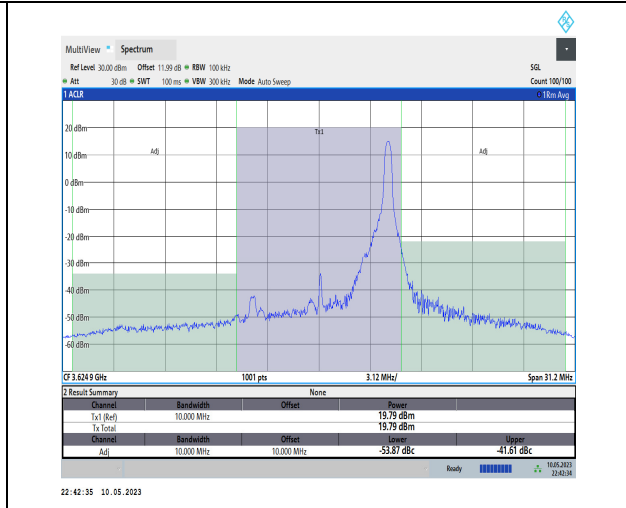 MultiView Spectrum
Ref Level 30.00 dBm Offset 11.99 dB RBW 100 kHz SGL
Att 30 dB SWT 100 ms VBW 300 kHz Mode Auto Sweep Count 100/100
1 ACLR 1Rm Avg
Tx1
20 dBm
Adj Adj
10 dBm
0 dBm
-10 dBm
-20 dBm
-30 dBm
-40 dBm
-50 dBm
-60 dBm
CF 3.624 9 GHz 1001 pts 3.12 MHz/ Span 31.2 MHz
2 Result Summary None
Channel Bandwidth Offset Power
Tx1 (Ref) 10.000 MHz 19.79 dBm
Tx Total 19.79 dBm
Channel Bandwidth Offset Lower Upper
Adj 10.000 MHz 10.000 MHz -53.87 dBc -41.61 dBc
Ready 10.05.2023
22:42:34
22:42:35 10.05.2023